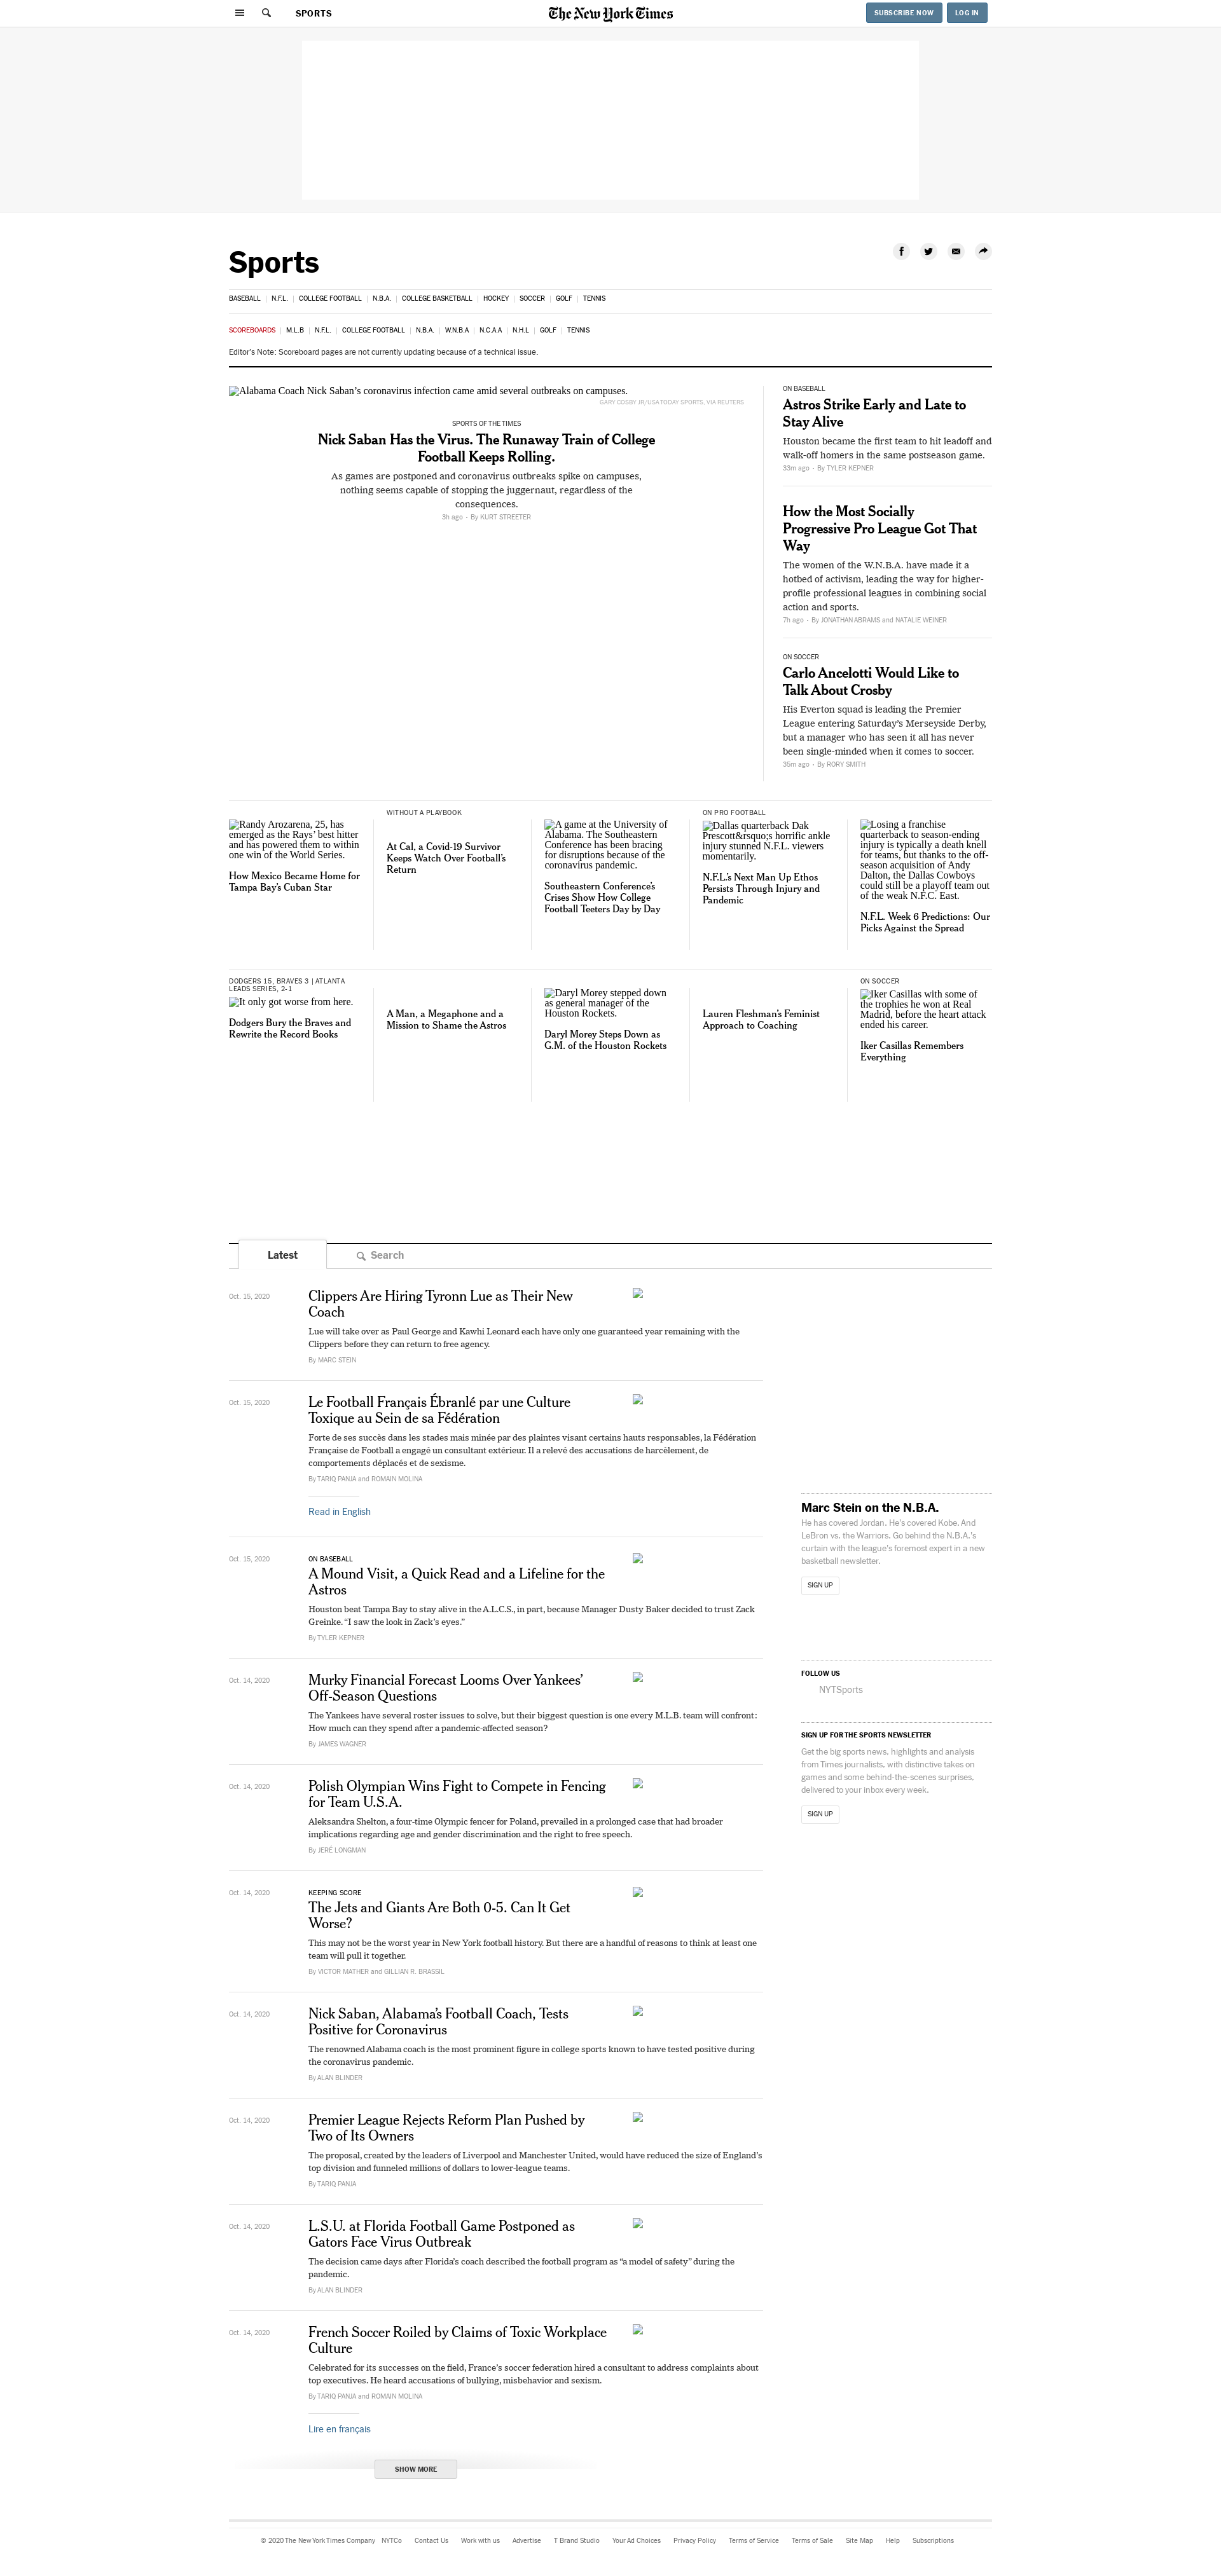 SPORTS
The New York Times
SUBSCRIBE NOW
LOG IN
Sports
BASEBALL | N.F.L. | COLLEGE FOOTBALL | N.B.A. | COLLEGE BASKETBALL | HOCKEY | SOCCER | GOLF | TENNIS
SCOREBOARDS | M.L.B | N.F.L. | COLLEGE FOOTBALL | N.B.A. | W.N.B.A | N.C.A.A | N.H.L | GOLF | TENNIS
Editor's Note: Scoreboard pages are not currently updating because of a technical issue.
Alabama Coach Nick Saban's coronavirus infection came amid several outbreaks on campuses.
GARY COSBY JR/USA TODAY SPORTS, VIA REUTERS
SPORTS OF THE TIMES
Nick Saban Has the Virus. The Runaway Train of College
Football Keeps Rolling.
As games are postponed and coronavirus outbreaks spike on campuses,
nothing seems capable of stopping the juggernaut, regardless of the
consequences.
3h ago • By KURT STREETER
ON BASEBALL
Astros Strike Early and Late to
Stay Alive
Houston became the first team to hit leadoff and
walk-off homers in the same postseason game.
33m ago • By TYLER KEPNER
How the Most Socially
Progressive Pro League Got That
Way
The women of the W.N.B.A. have made it a
hotbed of activism, leading the way for higher-
profile professional leagues in combining social
action and sports.
7h ago • By JONATHAN ABRAMS and NATALIE WEINER
ON SOCCER
Carlo Ancelotti Would Like to
Talk About Crosby
His Everton squad is leading the Premier
League entering Saturday's Merseyside Derby,
but a manager who has seen it all has never
been single-minded when it comes to soccer.
35m ago • By RORY SMITH
Randy Arozarena, 25, has
emerged as the Rays' best hitter
and has powered them to within
one win of the World Series.
How Mexico Became Home for
Tampa Bay's Cuban Star
WITHOUT A PLAYBOOK
At Cal, a Covid-19 Survivor
Keeps Watch Over Football's
Return
A game at the University of
Alabama. The Southeastern
Conference has been bracing
for disruptions because of the
coronavirus pandemic.
Southeastern Conference's
Crises Show How College
Football Teeters Day by Day
ON PRO FOOTBALL
Dallas quarterback Dak
Prescott&rsquo;s horrific ankle
injury stunned N.F.L. viewers
momentarily.
N.F.L.'s Next Man Up Ethos
Persists Through Injury and
Pandemic
Losing a franchise
quarterback to season-ending
injury is typically a death knell
for teams, but thanks to the off-
season acquisition of Andy
Dalton, the Dallas Cowboys
could still be a playoff team out
of the weak N.F.C. East.
N.F.L. Week 6 Predictions: Our
Picks Against the Spread
DODGERS 15, BRAVES 3 | ATLANTA
LEADS SERIES, 2-1
It only got worse from here.
Dodgers Bury the Braves and
Rewrite the Record Books
A Man, a Megaphone and a
Mission to Shame the Astros
Daryl Morey stepped down
as general manager of the
Houston Rockets.
Daryl Morey Steps Down as
G.M. of the Houston Rockets
Lauren Fleshman's Feminist
Approach to Coaching
ON SOCCER
Iker Casillas with some of
the trophies he won at Real
Madrid, before the heart attack
ended his career.
Iker Casillas Remembers
Everything
Latest
Search
Oct. 15, 2020
Clippers Are Hiring Tyronn Lue as Their New
Coach
Lue will take over as Paul George and Kawhi Leonard each have only one guaranteed year remaining with the
Clippers before they can return to free agency.
By MARC STEIN
Oct. 15, 2020
Le Football Français Ébranlé par une Culture
Toxique au Sein de sa Fédération
Forte de ses succès dans les stades mais minée par des plaintes visant certains hauts responsables, la Fédération
Française de Football a engagé un consultant extérieur. Il a relevé des accusations de harcèlement, de
comportements déplacés et de sexisme.
By TARIQ PANJA and ROMAIN MOLINA
Read in English
Oct. 15, 2020
ON BASEBALL
A Mound Visit, a Quick Read and a Lifeline for the
Astros
Houston beat Tampa Bay to stay alive in the A.L.C.S., in part, because Manager Dusty Baker decided to trust Zack
Greinke. “I saw the look in Zack's eyes.”
By TYLER KEPNER
Oct. 14, 2020
Murky Financial Forecast Looms Over Yankees'
Off-Season Questions
The Yankees have several roster issues to solve, but their biggest question is one every M.L.B. team will confront:
How much can they spend after a pandemic-affected season?
By JAMES WAGNER
Oct. 14, 2020
Polish Olympian Wins Fight to Compete in Fencing
for Team U.S.A.
Aleksandra Shelton, a four-time Olympic fencer for Poland, prevailed in a prolonged case that had broader
implications regarding age and gender discrimination and the right to free speech.
By JERÉ LONGMAN
Oct. 14, 2020
KEEPING SCORE
The Jets and Giants Are Both 0-5. Can It Get
Worse?
This may not be the worst year in New York football history. But there are a handful of reasons to think at least one
team will pull it together.
By VICTOR MATHER and GILLIAN R. BRASSIL
Oct. 14, 2020
Nick Saban, Alabama's Football Coach, Tests
Positive for Coronavirus
The renowned Alabama coach is the most prominent figure in college sports known to have tested positive during
the coronavirus pandemic.
By ALAN BLINDER
Oct. 14, 2020
Premier League Rejects Reform Plan Pushed by
Two of Its Owners
The proposal, created by the leaders of Liverpool and Manchester United, would have reduced the size of England's
top division and funneled millions of dollars to lower-league teams.
By TARIQ PANJA
Oct. 14, 2020
L.S.U. at Florida Football Game Postponed as
Gators Face Virus Outbreak
The decision came days after Florida's coach described the football program as “a model of safety” during the
pandemic.
By ALAN BLINDER
Oct. 14, 2020
French Soccer Roiled by Claims of Toxic Workplace
Culture
Celebrated for its successes on the field, France's soccer federation hired a consultant to address complaints about
top executives. He heard accusations of bullying, misbehavior and sexism.
By TARIQ PANJA and ROMAIN MOLINA
Lire en français
SHOW MORE
Marc Stein on the N.B.A.
He has covered Jordan. He's covered Kobe. And
LeBron vs. the Warriors. Go behind the N.B.A.'s
curtain with the league's foremost expert in a new
basketball newsletter.
SIGN UP
FOLLOW US
NYTSports
SIGN UP FOR THE SPORTS NEWSLETTER
Get the big sports news, highlights and analysis
from Times journalists, with distinctive takes on
games and some behind-the-scenes surprises,
delivered to your inbox every week.
SIGN UP
© 2020 The New York Times Company NYTCo Contact Us Work with us Advertise T Brand Studio Your Ad Choices Privacy Policy Terms of Service Terms of Sale Site Map Help Subscriptions